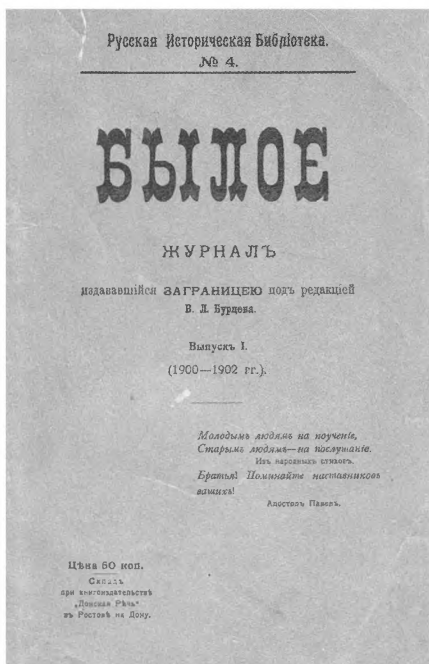 Русская Историческая Библіотека.
№ 4.
БЫЛОЕ
ЖУРНАЛЪ
издававшійся ЗАГРАНИЦЕЮ подъ редакціей
В. Л. Бурцева.
Выпускъ I.
(1900—1902 гг.).
Молодымъ людямъ на поученіе,
Старымъ людямъ—на послушаніе.
Изъ народныхъ стиховъ.
Братья! Поминайте наставниковъ
вашихъ!
Апостолъ Павелъ.
Цѣна 60 коп.
Складъ
при книгоиздательствѣ
„Донская Рѣчь"
въ Ростовѣ на Дону.